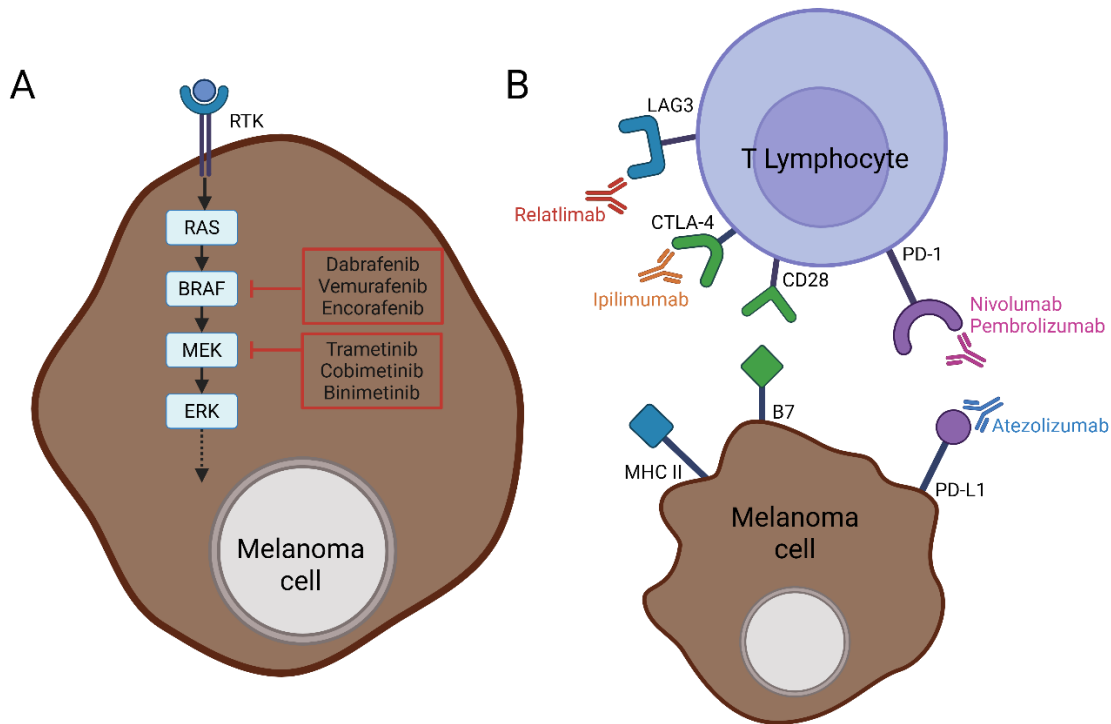 A
RTK
RAS
BRAF
MEK
ERK
Dabrafenib
Vemurafenib
Encorafenib
Trametinib
Cobimetinib
Binimetinib
Melanoma
cell
B
LAG3
T Lymphocyte
Relatlimab
CTLA-4
Ipilimumab
CD28
PD-1
Nivolumab
Pembrolizumab
B7
Atezolizumab
MHC II
PD-L1
Melanoma
cell